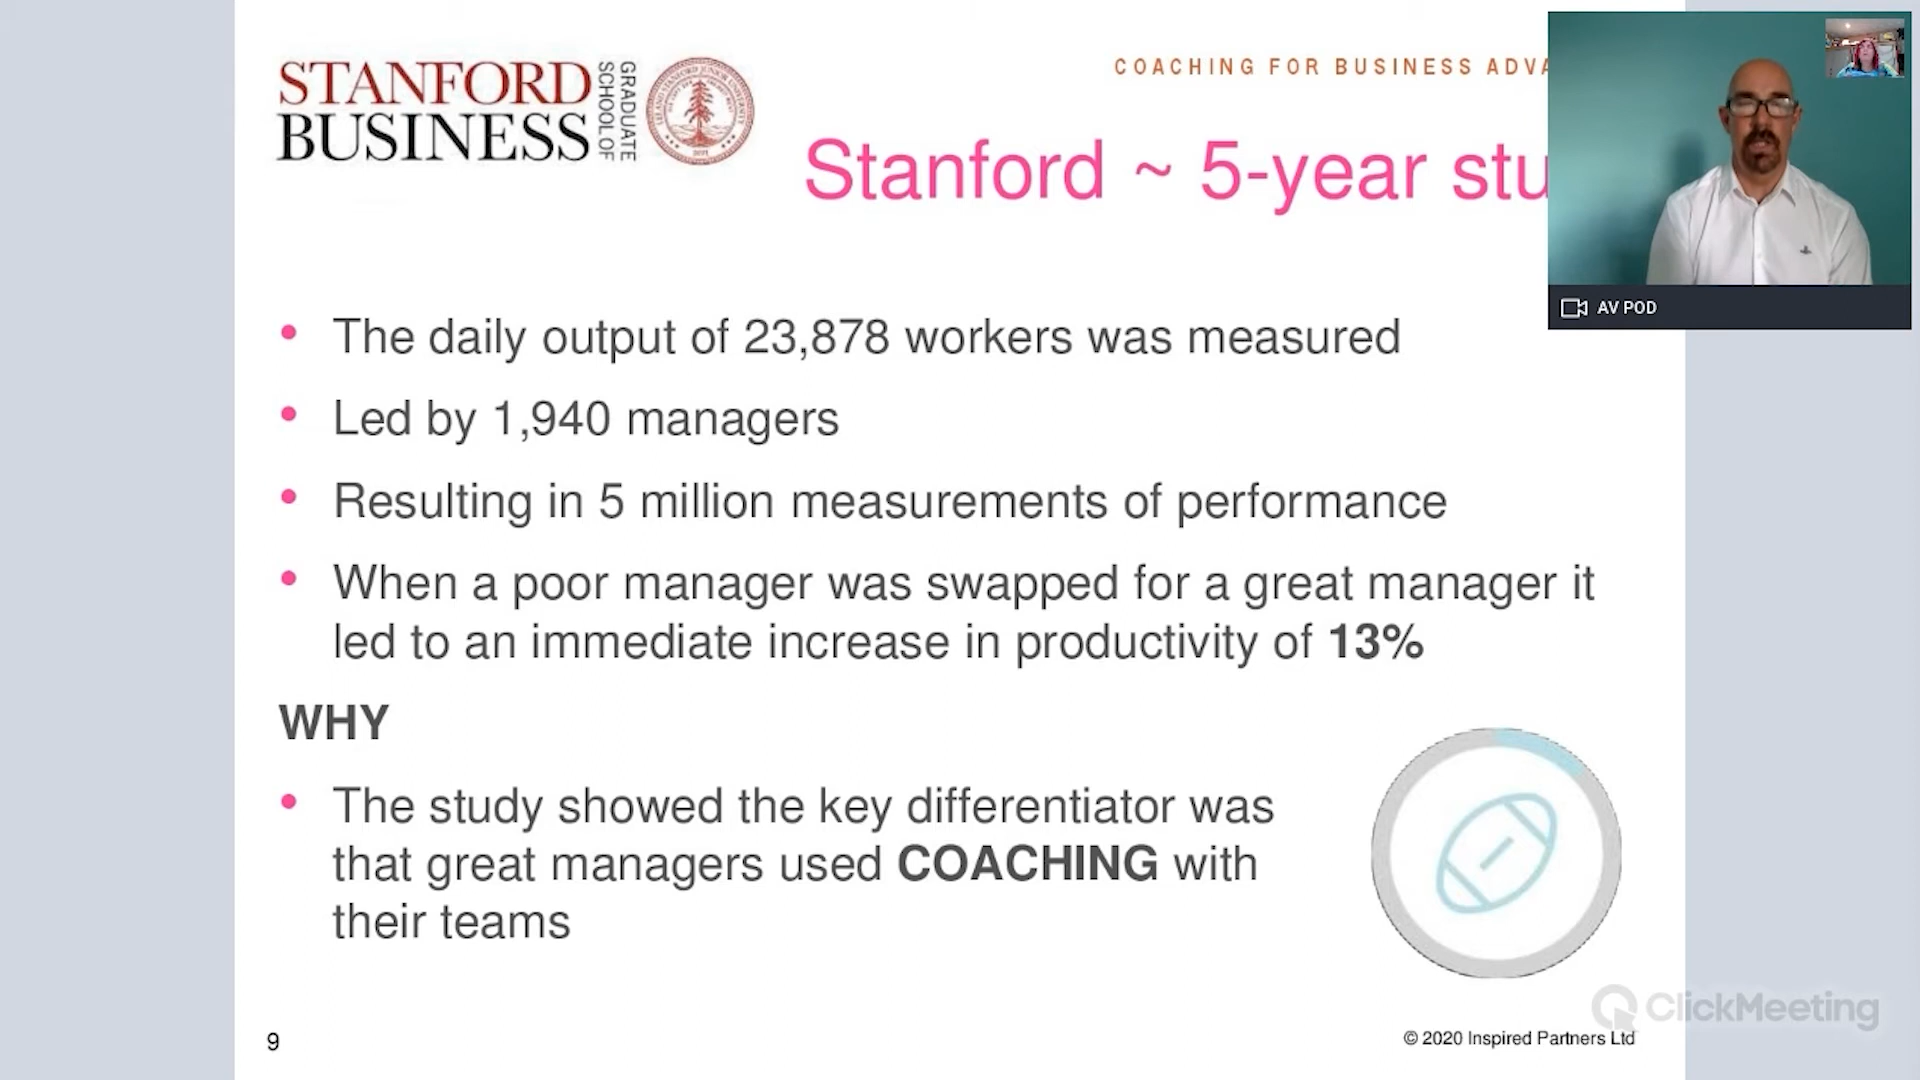 STANFORD
BUSINESS
GRADUATE
SCHOOL OF
COACHING FOR BUSINESS ADVA
Stanford ~ 5-year stu
AV POD
• The daily output of 23,878 workers was measured
• Led by 1,940 managers
• Resulting in 5 million measurements of performance
• When a poor manager was swapped for a great manager it
led to an immediate increase in productivity of 13%
WHY
• The study showed the key differentiator was
that great managers used COACHING with
their teams
ClickMeeting
9
© 2020 Inspired Partners Ltd